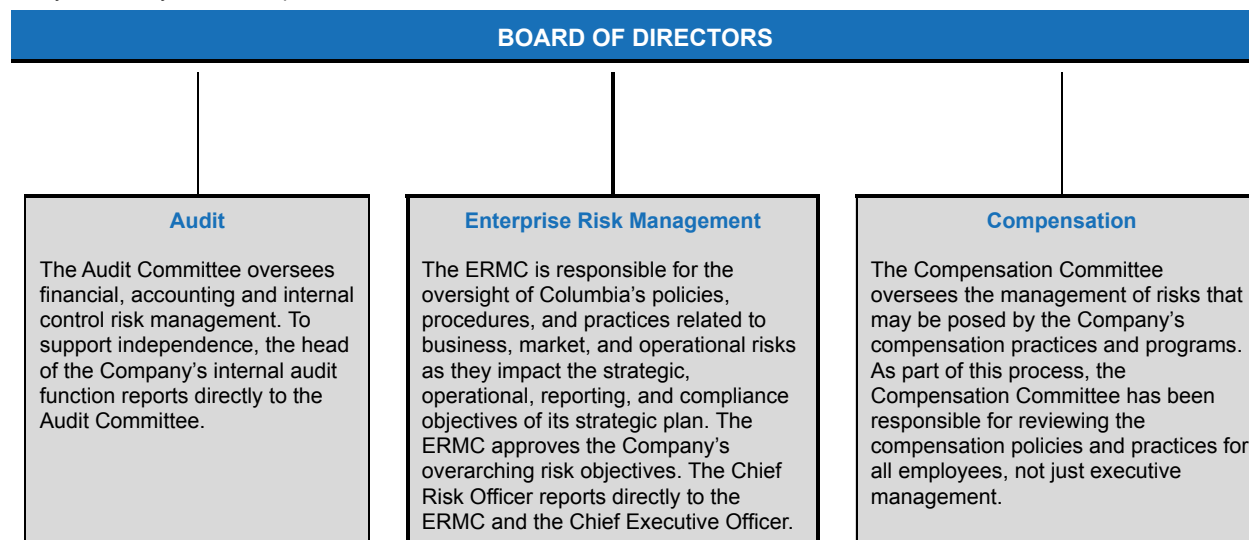 BOARD OF DIRECTORS
Audit
The Audit Committee oversees
financial, accounting and internal
control risk management. To
support independence, the head
of the Company’s internal audit
function reports directly to the
Audit Committee.
Enterprise Risk Management
The ERMC is responsible for the
oversight of Columbia’s policies,
procedures, and practices related to
business, market, and operational risks
as they impact the strategic,
operational, reporting, and compliance
objectives of its strategic plan. The
ERMC approves the Company’s
overarching risk objectives. The Chief
Risk Officer reports directly to the
ERMC and the Chief Executive Officer.
Compensation
The Compensation Committee
oversees the management of risks that
may be posed by the Company’s
compensation practices and programs.
As part of this process, the
Compensation Committee has been
responsible for reviewing the
compensation policies and practices for
all employees, not just executive
management.